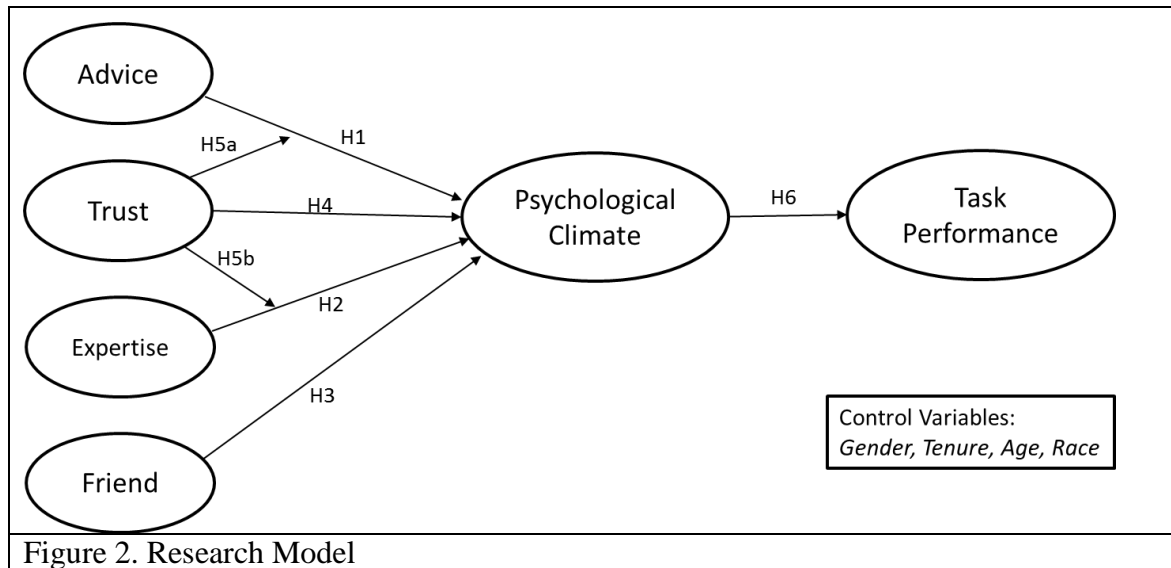 Advice
H1
H5a
Trust
H4
Psychological
Climate
H6
Task
Performance
H5b
Expertise
H2
H3
Friend
Control Variables:
Gender, Tenure, Age, Race
Figure 2. Research Model